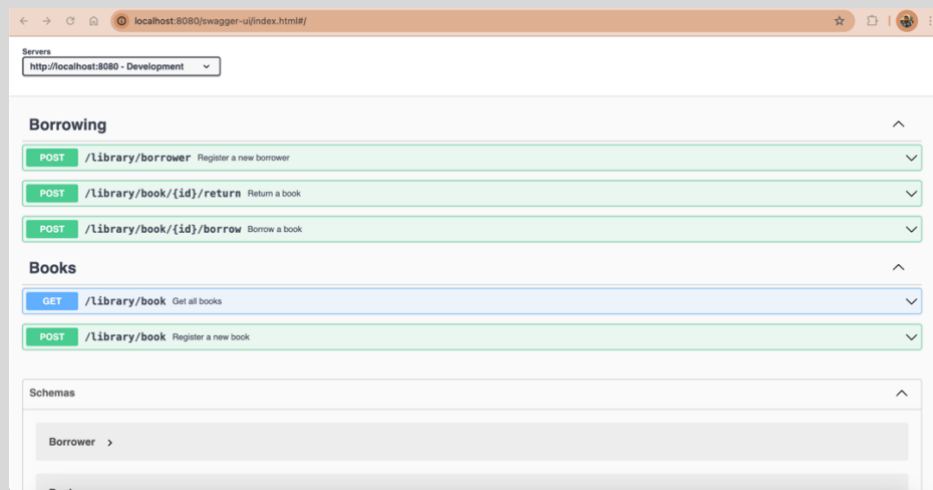 localhost:8080/swagger-ui/index.html#/
Servers
http://localhost:8080 - Development
Borrowing
POST /library/borrower Register a new borrower
POST /library/book/{id}/return Return a book
POST /library/book/{id}/borrow Borrow a book
Books
GET /library/book Get all books
POST /library/book Register a new book
Schemas
Borrower